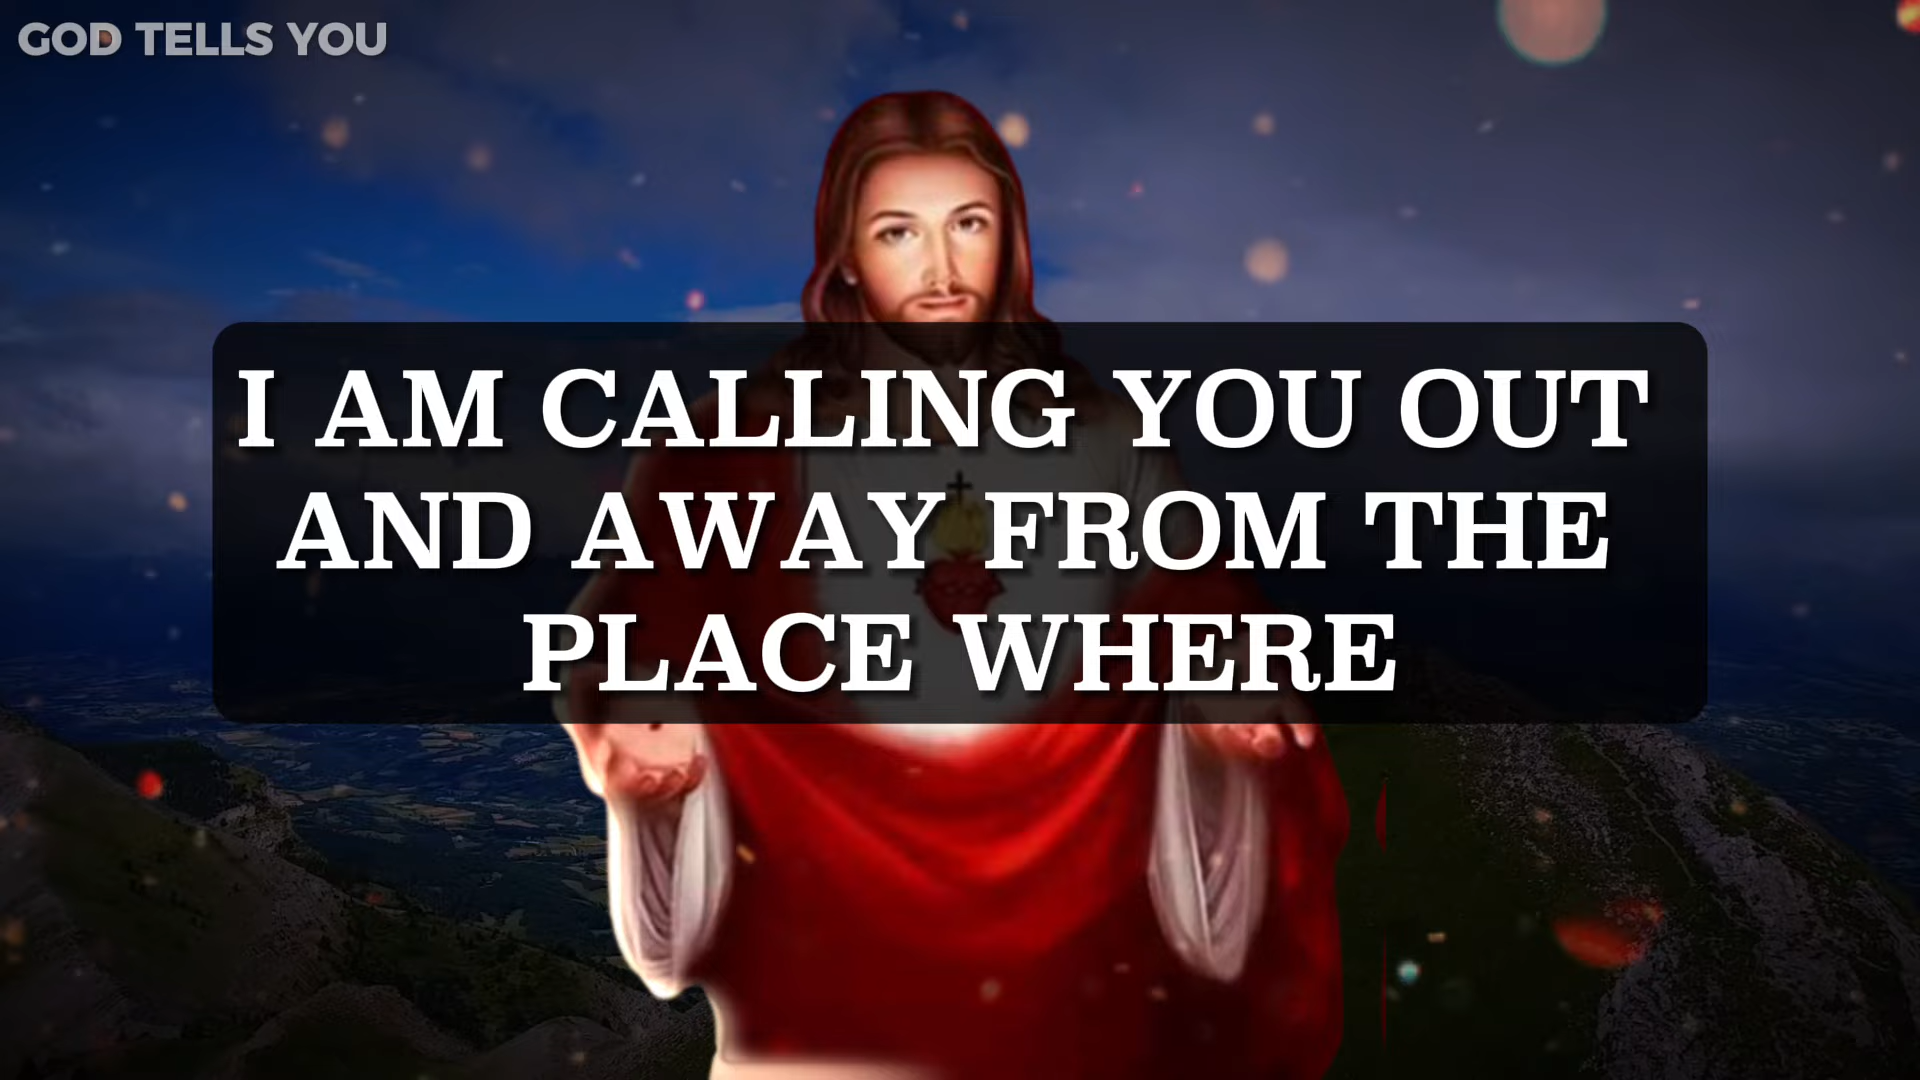 GOD TELLS YOU
I AM CALLING YOU OUT
AND AWAY FROM THE
PLACE WHERE